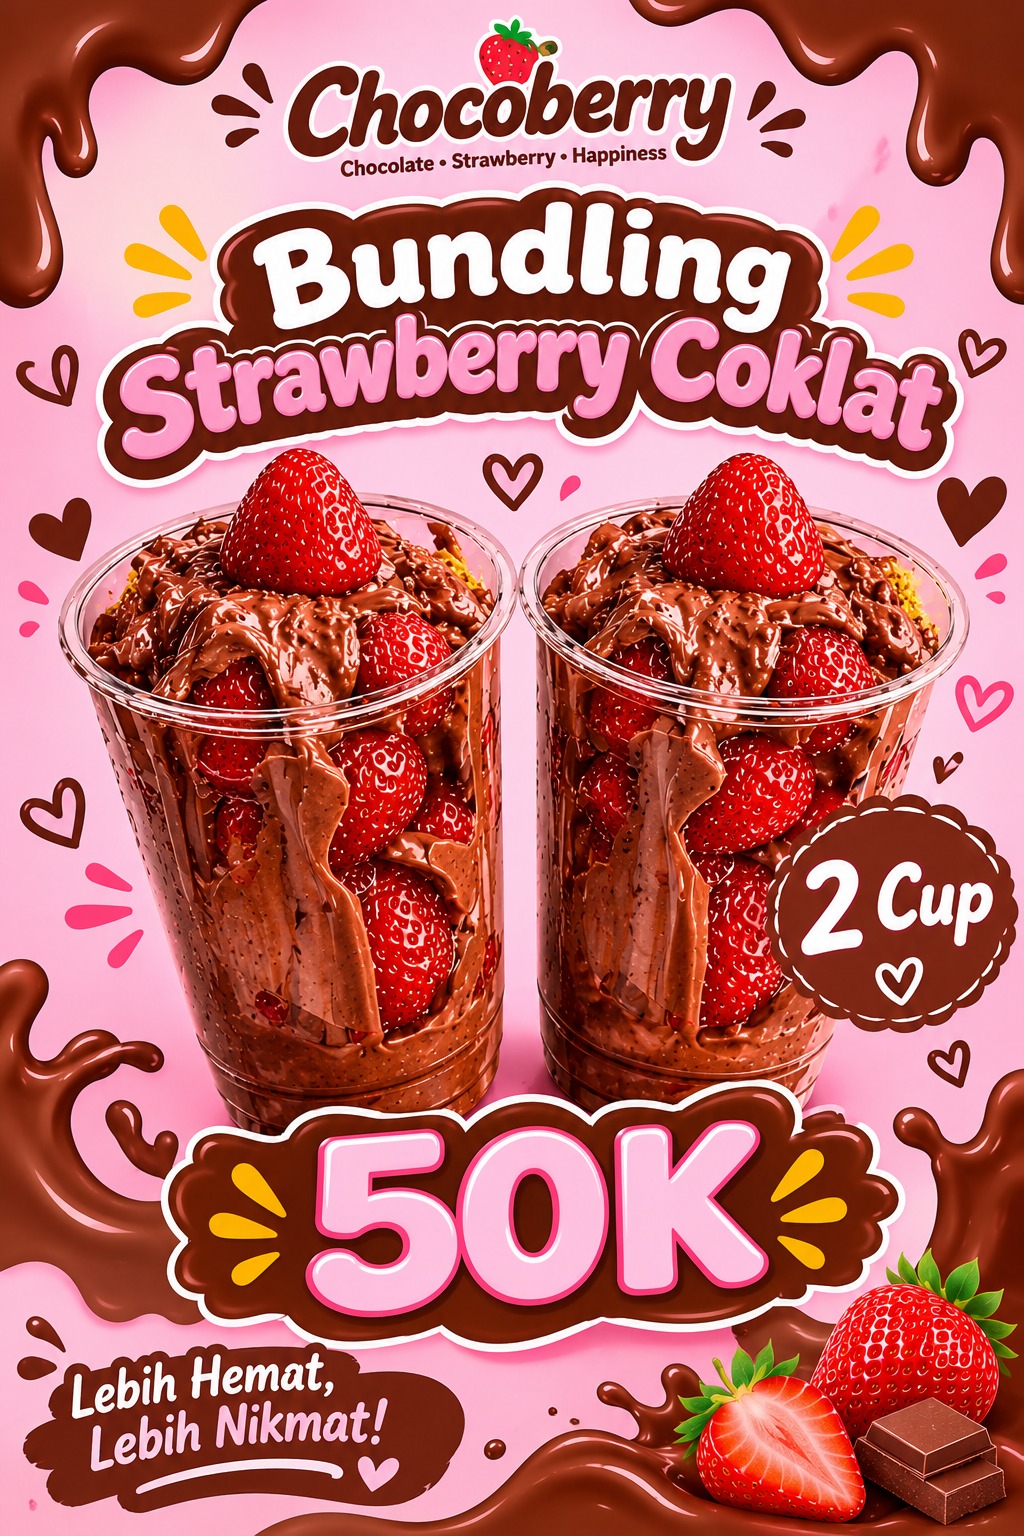 Chocoberry
Chocolate • Strawberry • Happiness
Bundling
Strawberry Coklat
2 Cup
50K
Lebih Hemat,
Lebih Nikmat!